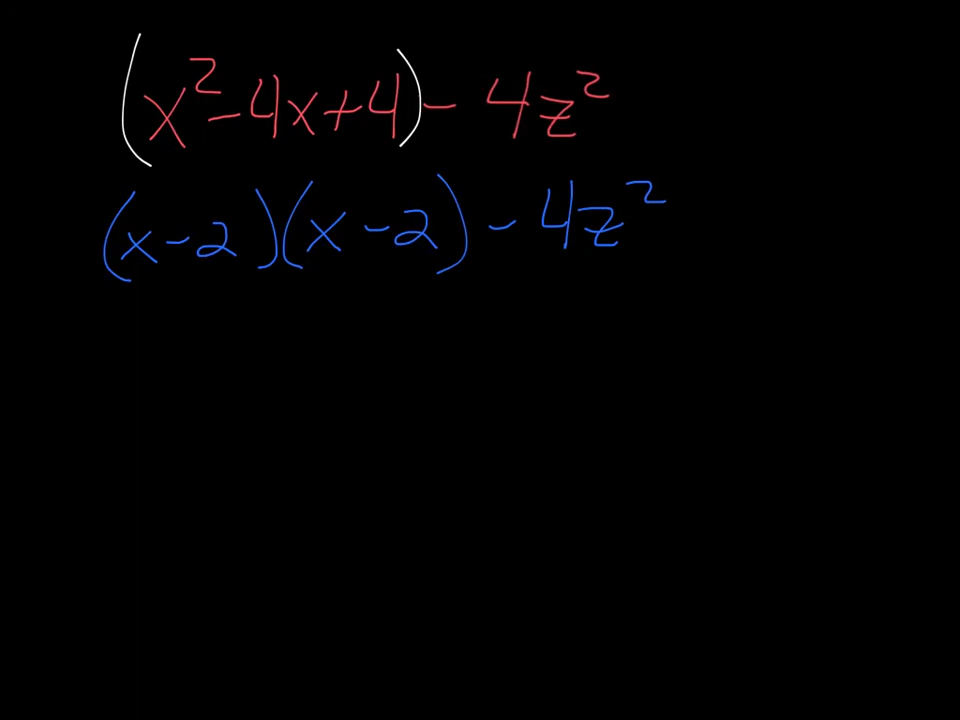 (x² - 4x + 4) - 4z²
(x - 2)(x - 2) - 4z²